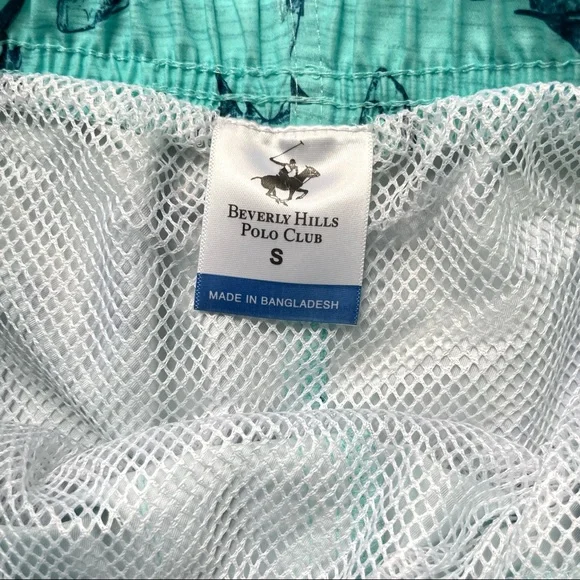 BEVERLY HILLS
POLO CLUB
S
MADE IN BANGLADESH